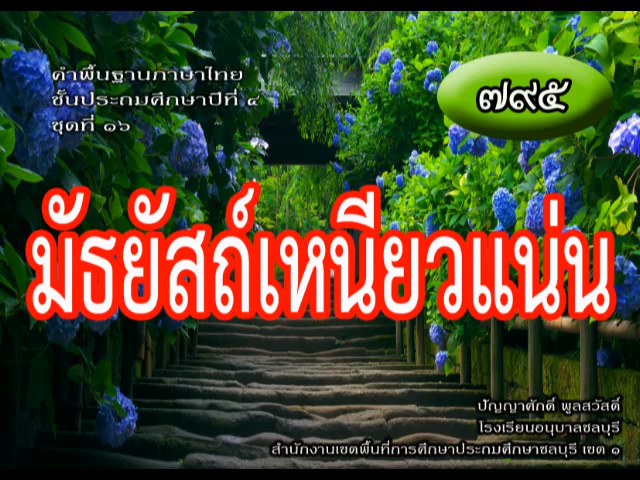 คำพื้นฐานภาษาไทย
ชั้นประถมศึกษาปีที่ ๔
ชุดที่ ๑๖
๗๙๕
มัธยัสถ์เหนียวแน่น
ปัญญาศักดิ์ พูลสวัสดิ์
โรงเรียนอนุบาลชลบุรี
สำนักงานเขตพื้นที่การศึกษาประถมศึกษาชลบุรี เขต ๑